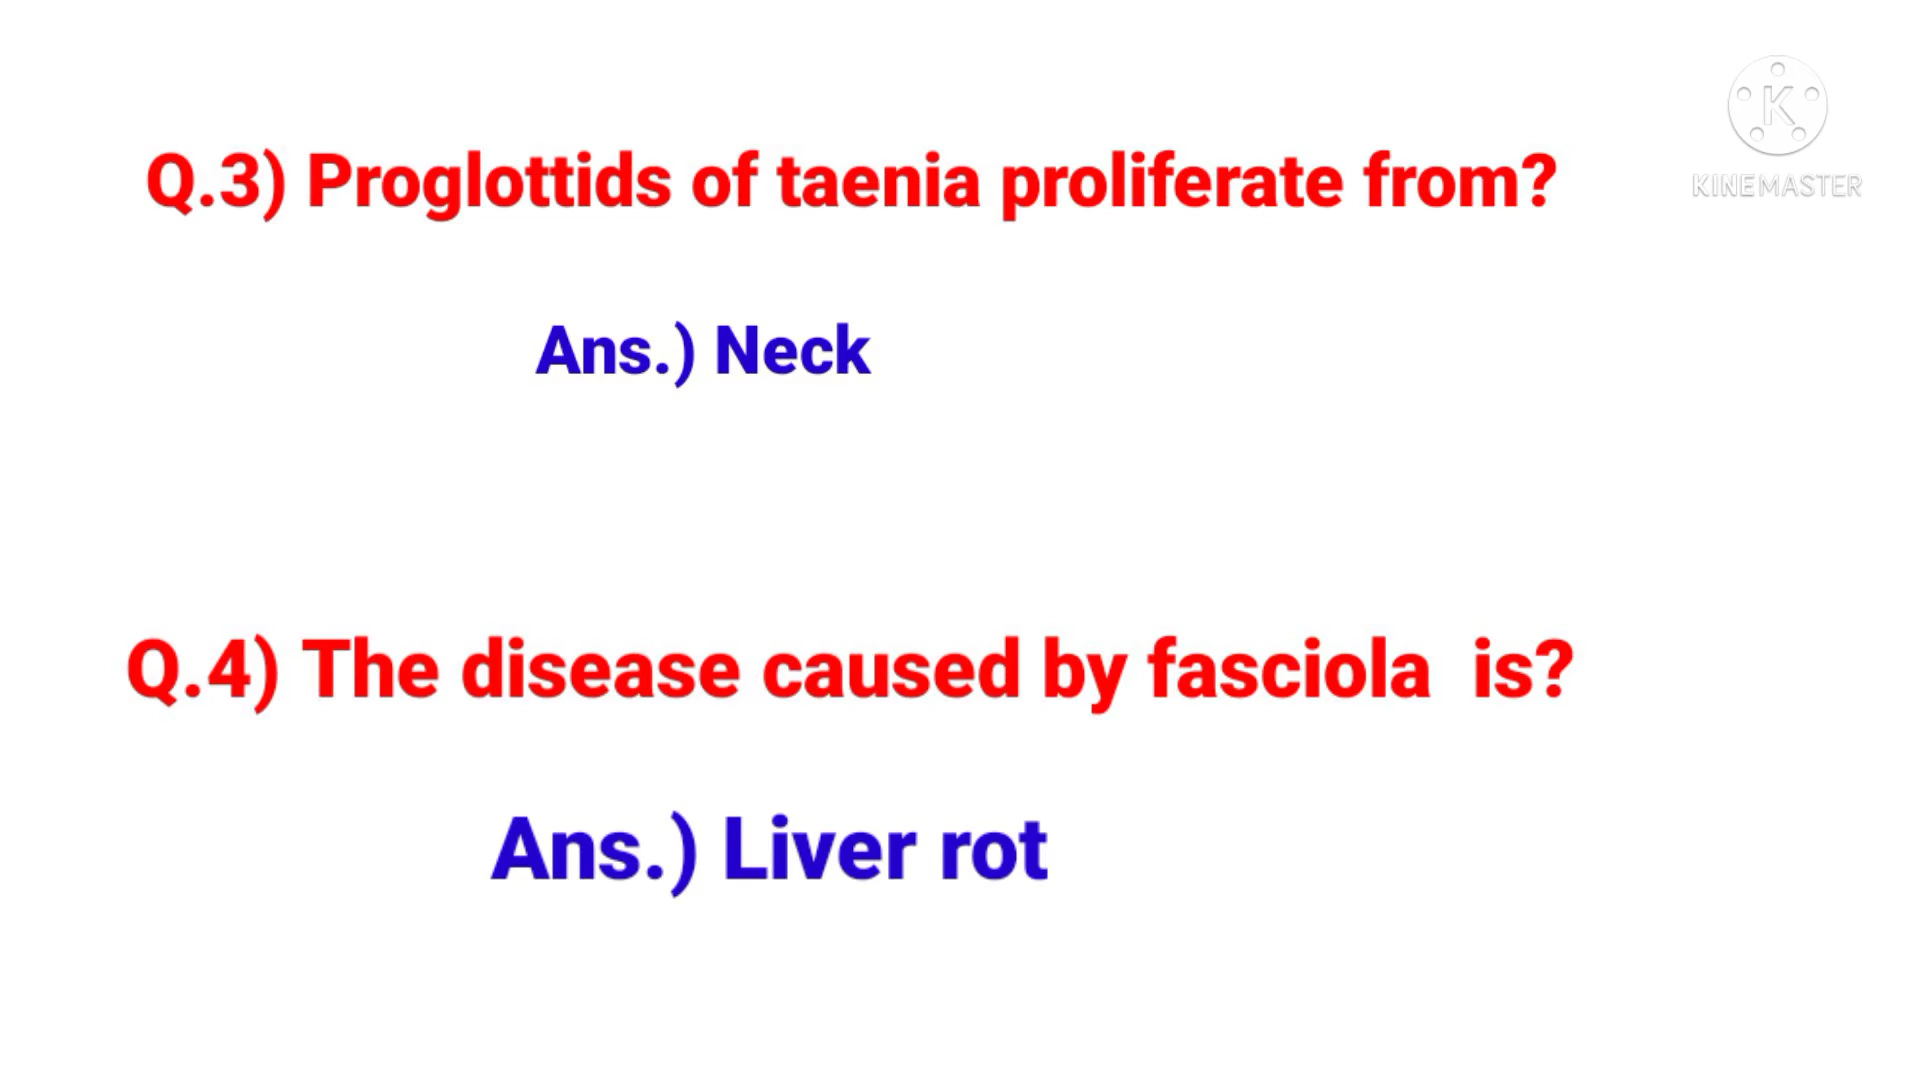 K
KINEMASTER
Q.3) Proglottids of taenia proliferate from?
Ans.) Neck
Q.4) The disease caused by fasciola  is?
Ans.) Liver rot